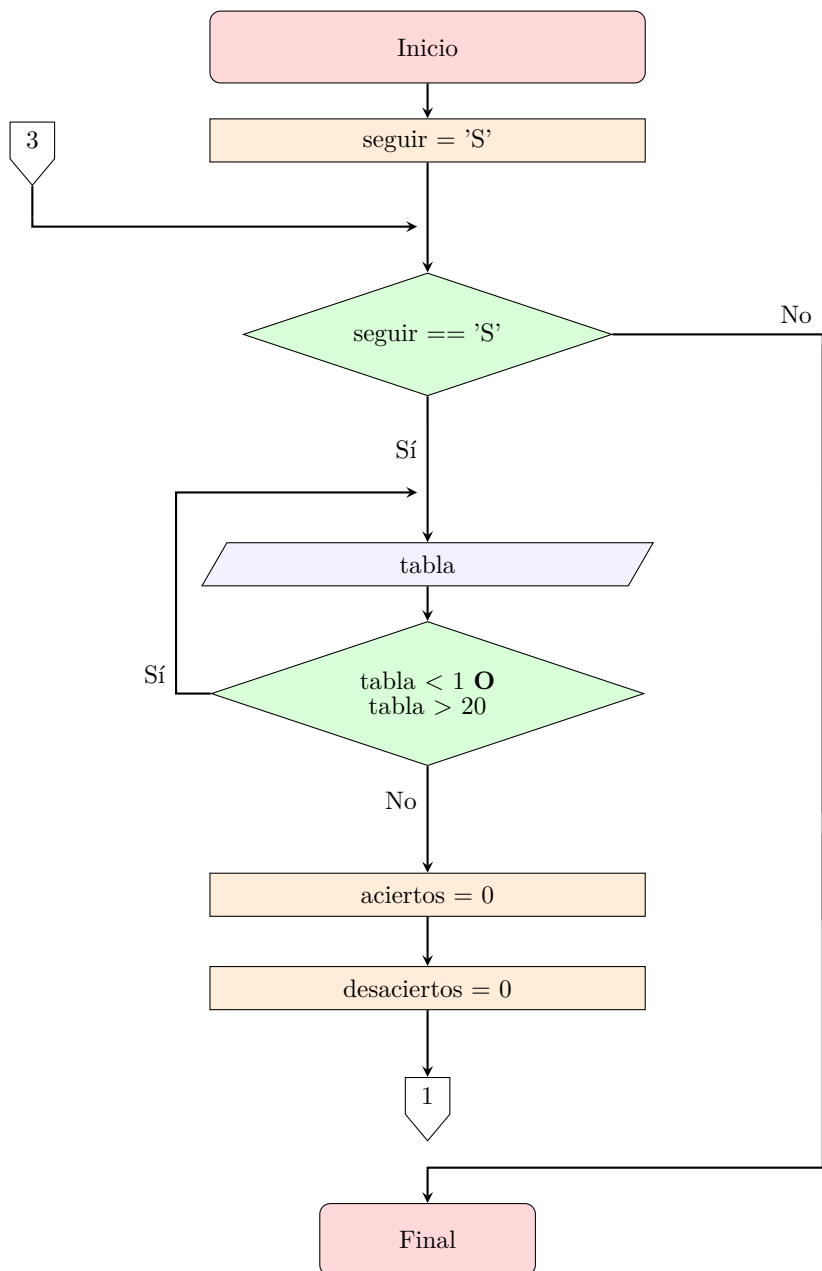 Inicio
3
seguir = 'S'
No
seguir == 'S'
Sí
tabla
Sí
tabla < 1 O
tabla > 20
No
aciertos = 0
desaciertos = 0
1
Final